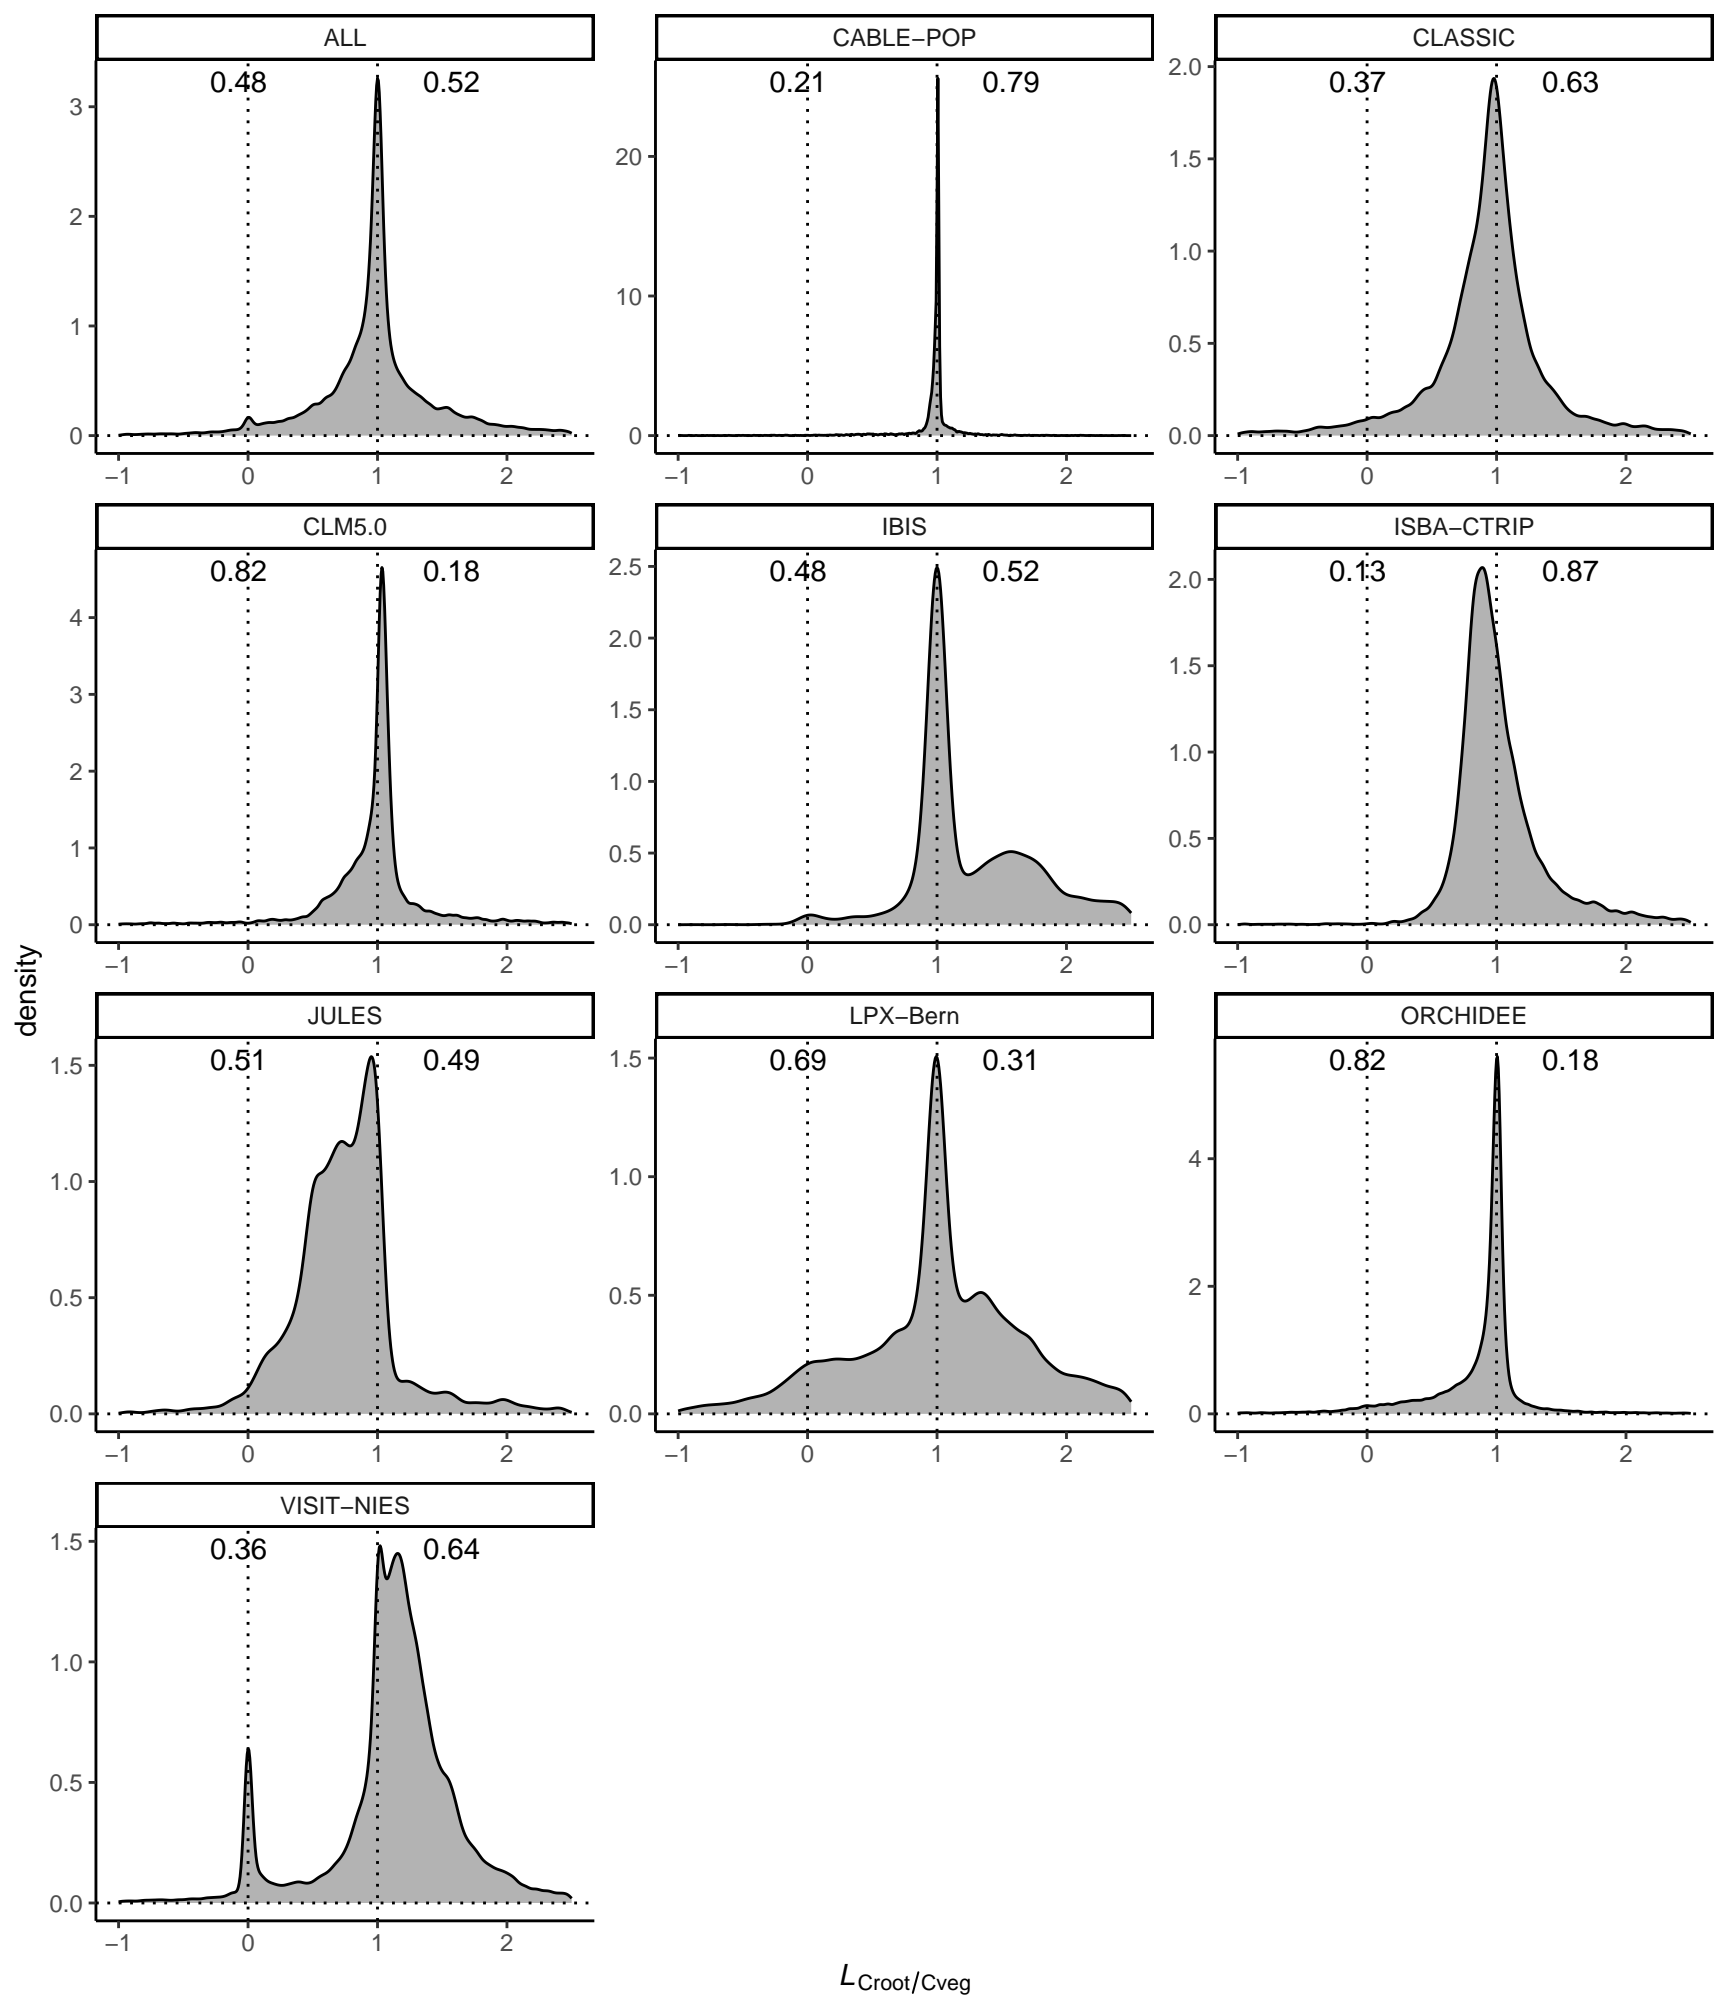 ALL
0.48 0.52
3
2
1
0
−1 0 1 2
CABLE−POP
0.21 0.79
20
10
0
−1 0 1 2
CLASSIC
0.37 0.63
2.0
1.5
1.0
0.5
0.0
−1 0 1 2
CLM5.0
0.82 0.18
4
3
2
1
0
−1 0 1 2
IBIS
0.48 0.52
2.5
2.0
1.5
1.0
0.5
0.0
−1 0 1 2
ISBA−CTRIP
0.13 0.87
2.0
1.5
1.0
0.5
0.0
−1 0 1 2
density
JULES
0.51 0.49
1.5
1.0
0.5
0.0
−1 0 1 2
LPX−Bern
0.69 0.31
1.5
1.0
0.5
0.0
−1 0 1 2
ORCHIDEE
0.82 0.18
4
2
0
−1 0 1 2
VISIT−NIES
0.36 0.64
1.5
1.0
0.5
0.0
−1 0 1 2
LCroot/Cveg